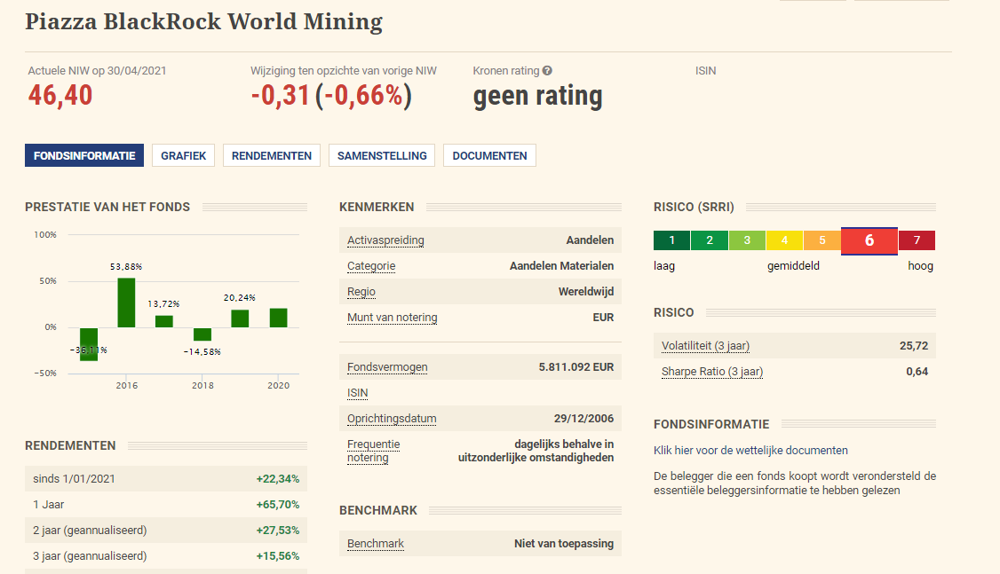 Piazza BlackRock World Mining
Actuele NIW op 30/04/2021
46,40
Wijziging ten opzichte van vorige NIW
-0,31 (-0,66%)
Kronen rating ?
geen rating
ISIN
FONDSINFORMATIE
GRAFIEK
RENDEMENTEN
SAMENSTELLING
DOCUMENTEN
PRESTATIE VAN HET FONDS
100%
50%
0%
−50%
53,88%
13,72%
20,24%
−36,11%
−14,58%
2016
2018
2020
RENDEMENTEN
sinds 1/01/2021 +22,34%
1 Jaar +65,70%
2 jaar (geannualiseerd) +27,53%
3 jaar (geannualiseerd) +15,56%
KENMERKEN
Activaspreiding Aandelen
Categorie Aandelen Materialen
Regio Wereldwijd
Munt van notering EUR
Fondsvermogen 5.811.092 EUR
ISIN
Oprichtingsdatum 29/12/2006
Frequentie dagelijks behalve in
notering uitzonderlijke omstandigheden
BENCHMARK
Benchmark Niet van toepassing
RISICO (SRRI)
1 2 3 4 5 6 7
laag gemiddeld hoog
RISICO
Volatiliteit (3 jaar) 25,72
Sharpe Ratio (3 jaar) 0,64
FONDSINFORMATIE
Klik hier voor de wettelijke documenten
De belegger die een fonds koopt wordt verondersteld de
essentiële beleggersinformatie te hebben gelezen